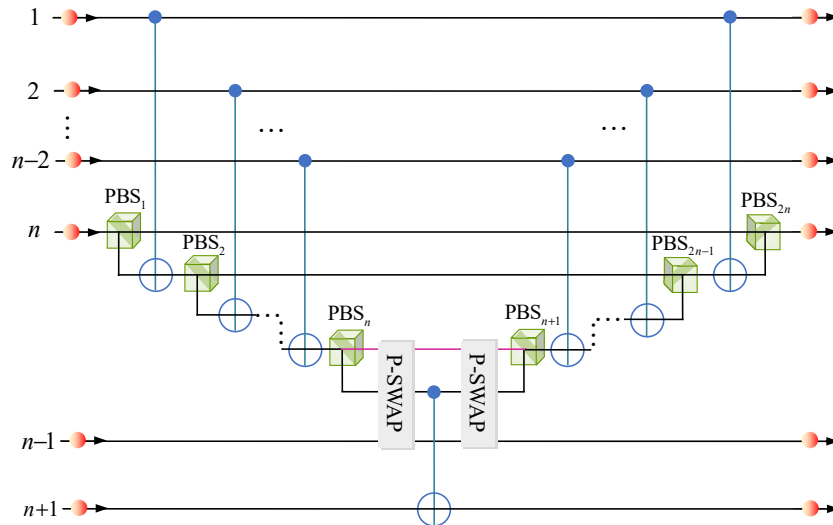 1
2
⋮
...
...
n−2
PBS₁
PBS₂ₙ
n
PBS₂
PBS₂ₙ₋₁
PBSₙ
PBSₙ₊₁
P-SWAP
P-SWAP
n−1
n+1